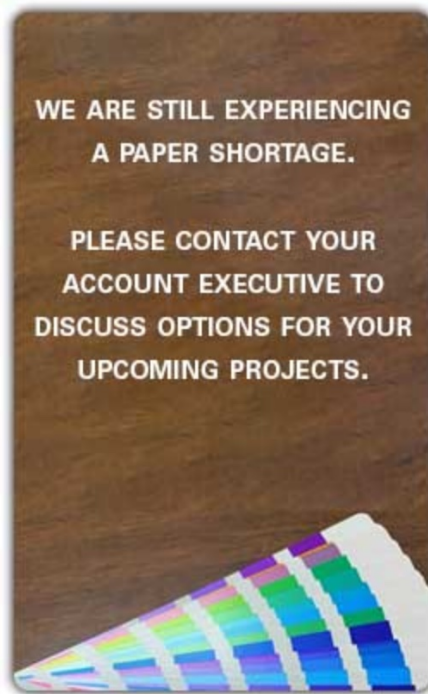 WE ARE STILL EXPERIENCING
A PAPER SHORTAGE.
PLEASE CONTACT YOUR
ACCOUNT EXECUTIVE TO
DISCUSS OPTIONS FOR YOUR
UPCOMING PROJECTS.